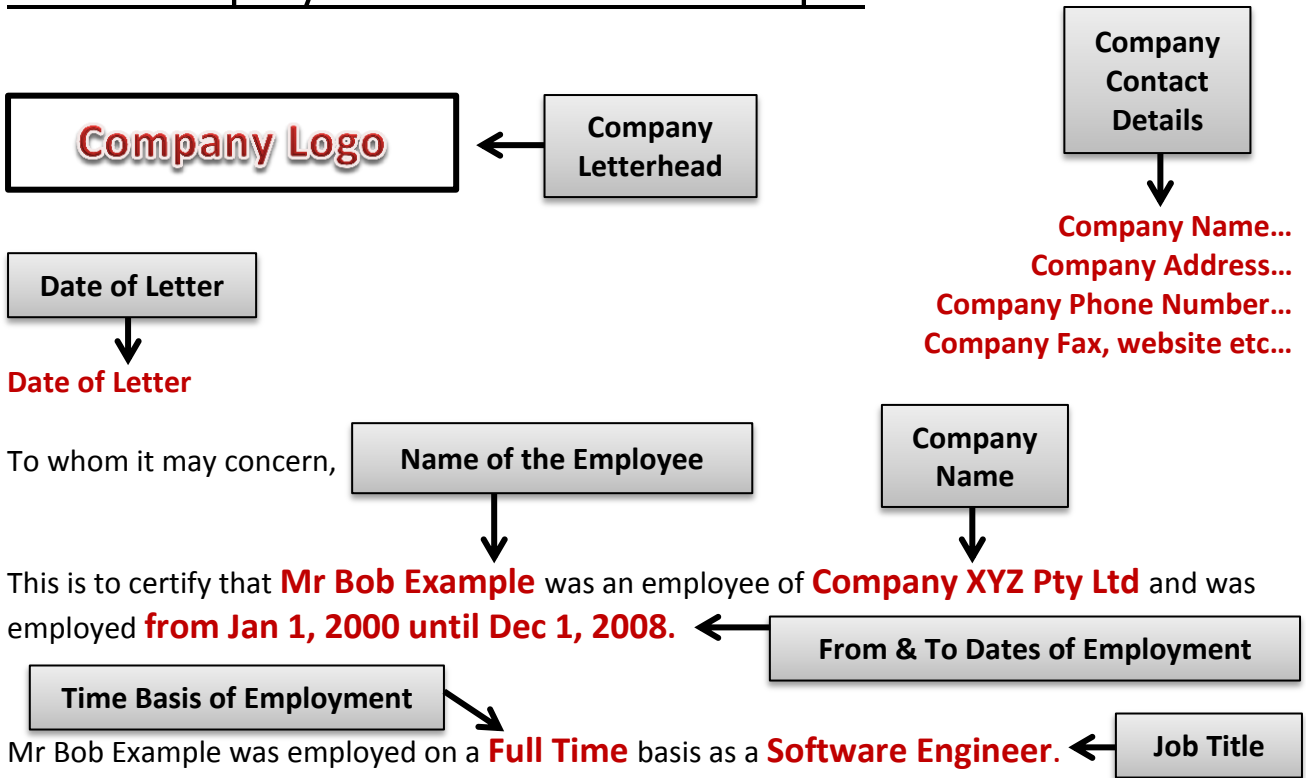 Company
Contact
Details
Company Logo
Company
Letterhead
Company Name...
Company Address...
Company Phone Number...
Company Fax, website etc...
Date of Letter
Date of Letter
To whom it may concern,
Name of the Employee
Company
Name
This is to certify that Mr Bob Example was an employee of Company XYZ Pty Ltd and was
employed from Jan 1, 2000 until Dec 1, 2008.
From & To Dates of Employment
Time Basis of Employment
Mr Bob Example was employed on a Full Time basis as a Software Engineer.
Job Title